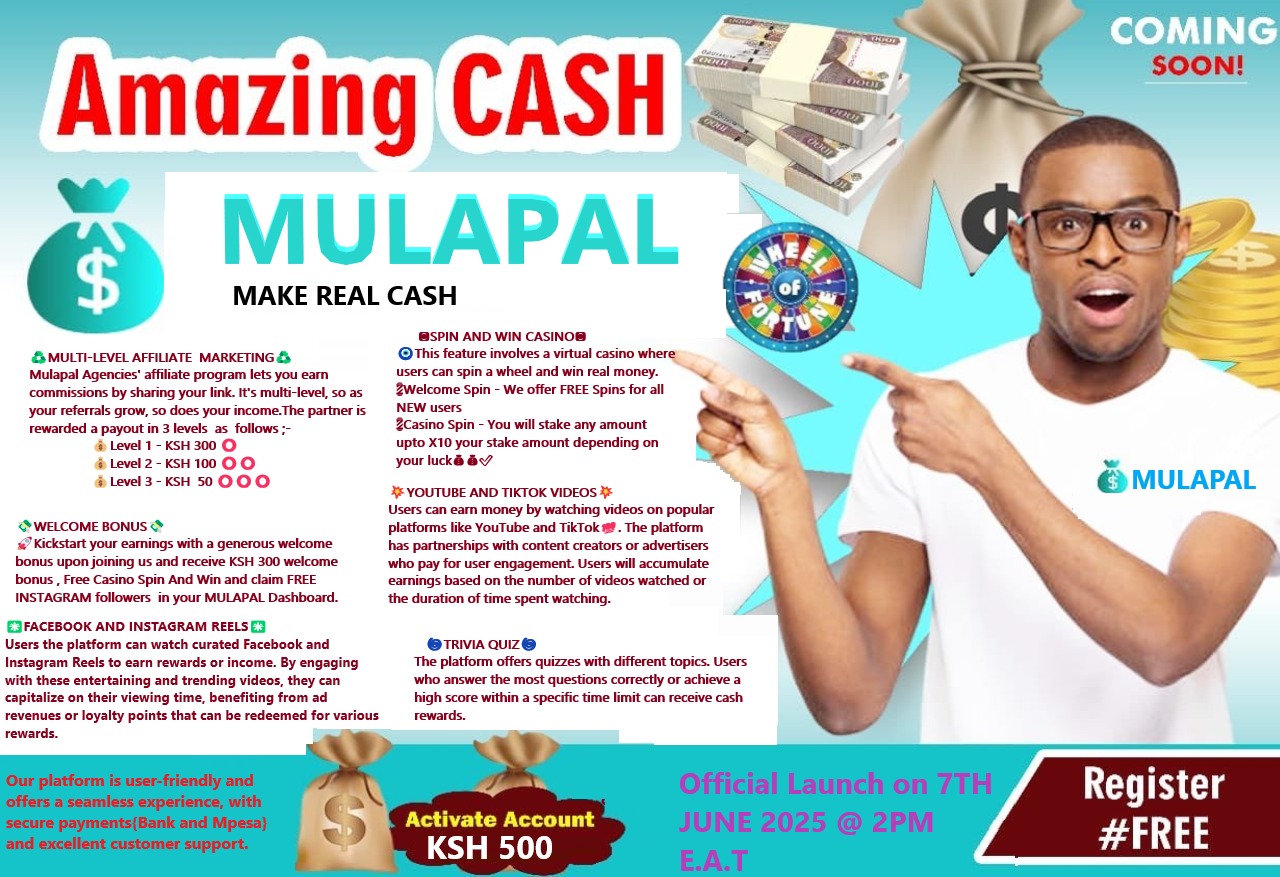 Amazing CASH
COMING
SOON!
MULAPAL
MAKE REAL CASH
WHEEL
of
FORTUNE
MULTI-LEVEL AFFILIATE MARKETING
Mulapal Agencies' affiliate program lets you earn
commissions by sharing your link. It's multi-level, so as
your referrals grow, so does your income.The partner is
rewarded a payout in 3 levels as follows ;-
Level 1 - KSH 300
Level 2 - KSH 100
Level 3 - KSH 50
WELCOME BONUS
Kickstart your earnings with a generous welcome
bonus upon joining us and receive KSH 300 welcome
bonus , Free Casino Spin And Win and claim FREE
INSTAGRAM followers in your MULAPAL Dashboard.
FACEBOOK AND INSTAGRAM REELS
Users the platform can watch curated Facebook and
Instagram Reels to earn rewards or income. By engaging
with these entertaining and trending videos, they can
capitalize on their viewing time, benefiting from ad
revenues or loyalty points that can be redeemed for various
rewards.
SPIN AND WIN CASINO
This feature involves a virtual casino where
users can spin a wheel and win real money.
Welcome Spin - We offer FREE Spins for all
NEW users
Casino Spin - You will stake any amount
upto X10 your stake amount depending on
your luck
YOUTUBE AND TIKTOK VIDEOS
Users can earn money by watching videos on popular
platforms like YouTube and TikTok. The platform
has partnerships with content creators or advertisers
who pay for user engagement. Users will accumulate
earnings based on the number of videos watched or
the duration of time spent watching.
TRIVIA QUIZ
The platform offers quizzes with different topics. Users
who answer the most questions correctly or achieve a
high score within a specific time limit can receive cash
rewards.
MULAPAL
Our platform is user-friendly and
offers a seamless experience, with
secure payments{Bank and Mpesa}
and excellent customer support.
Activate Account
KSH 500
Official Launch on 7TH
JUNE 2025 @ 2PM
E.A.T
Register
#FREE